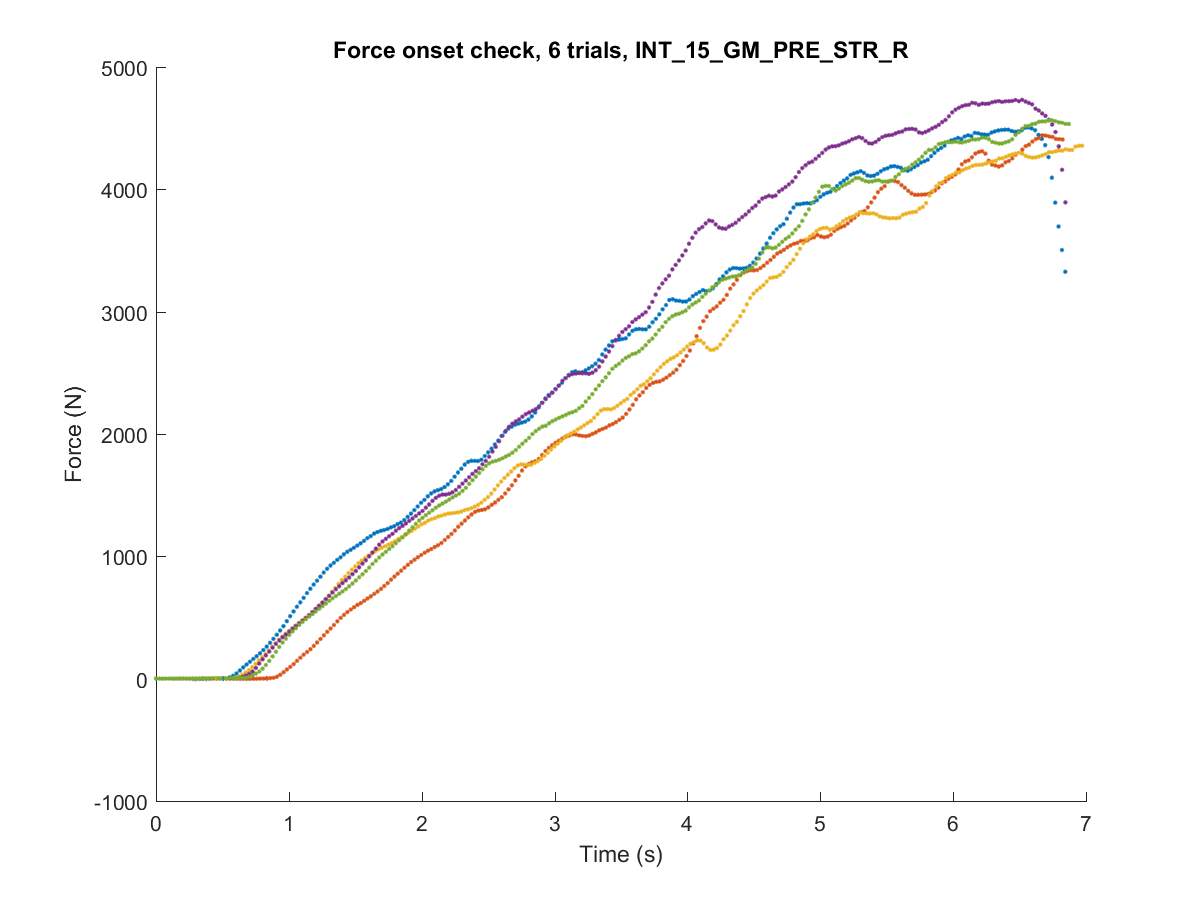 Force onset check, 6 trials, INT_15_GM_PRE_STR_R
5000
4000
3000
2000
1000
0
-1000
Force (N)
0 1 2 3 4 5 6 7
Time (s)